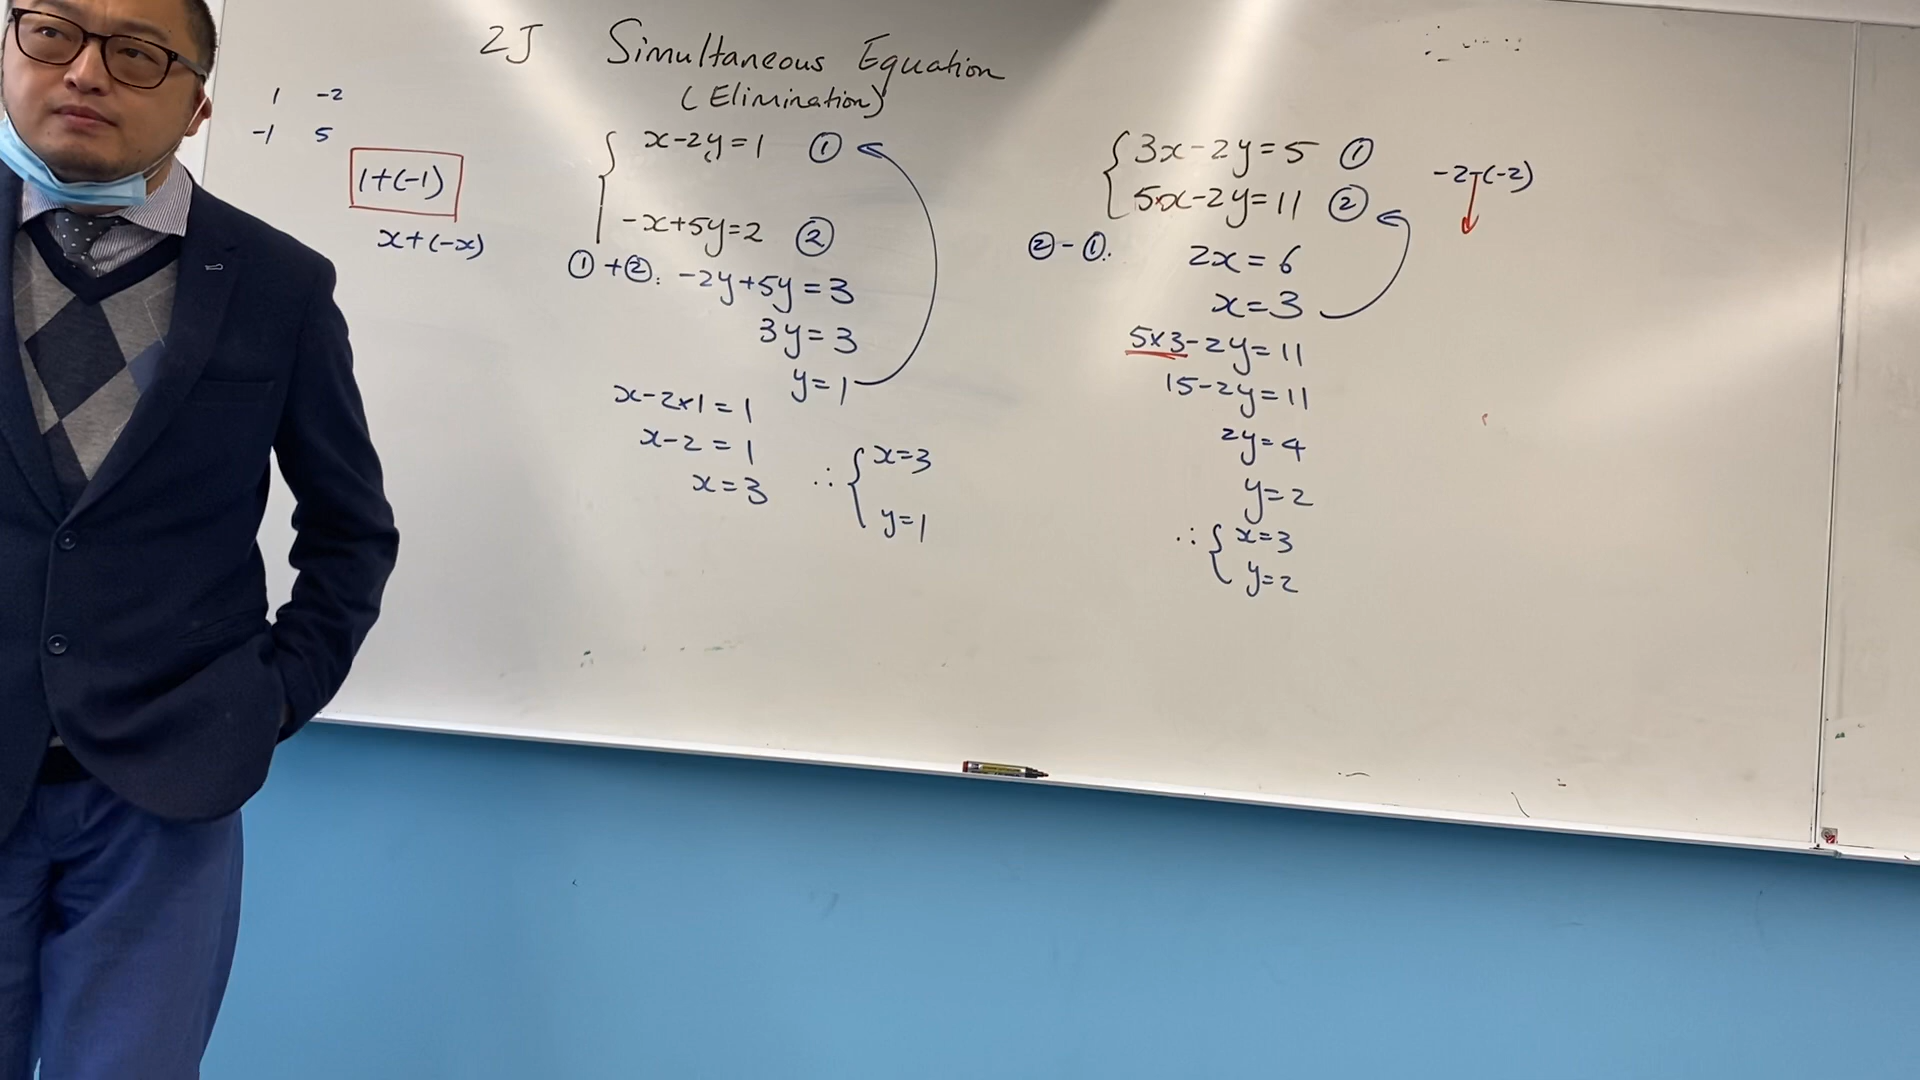 2J Simultaneous Equation
(Elimination)
1 -2
-1 5
1+(-1)
x+(-x)
x-2y=1 ①
-x+5y=2 ②
①+②: -2y+5y=3
3y=3
y=1
x-2×1=1
x-2=1
x=3
∴ { x=3
y=1
3x-2y=5 ①
5x-2y=11 ②
-2-(-2)
②-①:
2x=6
x=3
5×3-2y=11
15-2y=11
2y=4
y=2
∴ { x=3
y=2